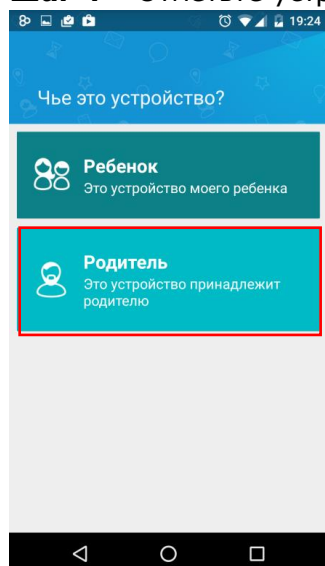 19:24
Чье это устройство?
Ребенок
Это устройство моего ребенка
Родитель
Это устройство принадлежит
родителю